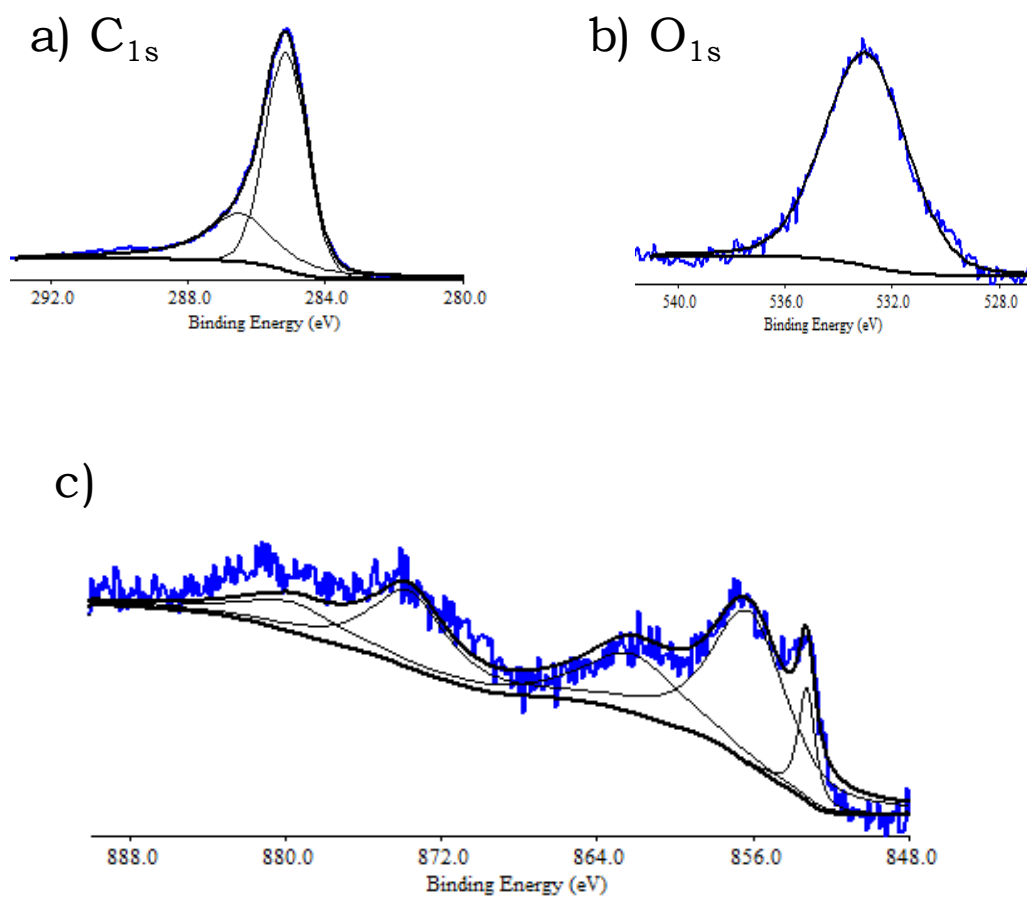 a) C1s
b) O1s
292.0 288.0 284.0 280.0
Binding Energy (eV)
540.0 536.0 532.0 528.0
Binding Energy (eV)
c)
888.0 880.0 872.0 864.0 856.0 848.0
Binding Energy (eV)